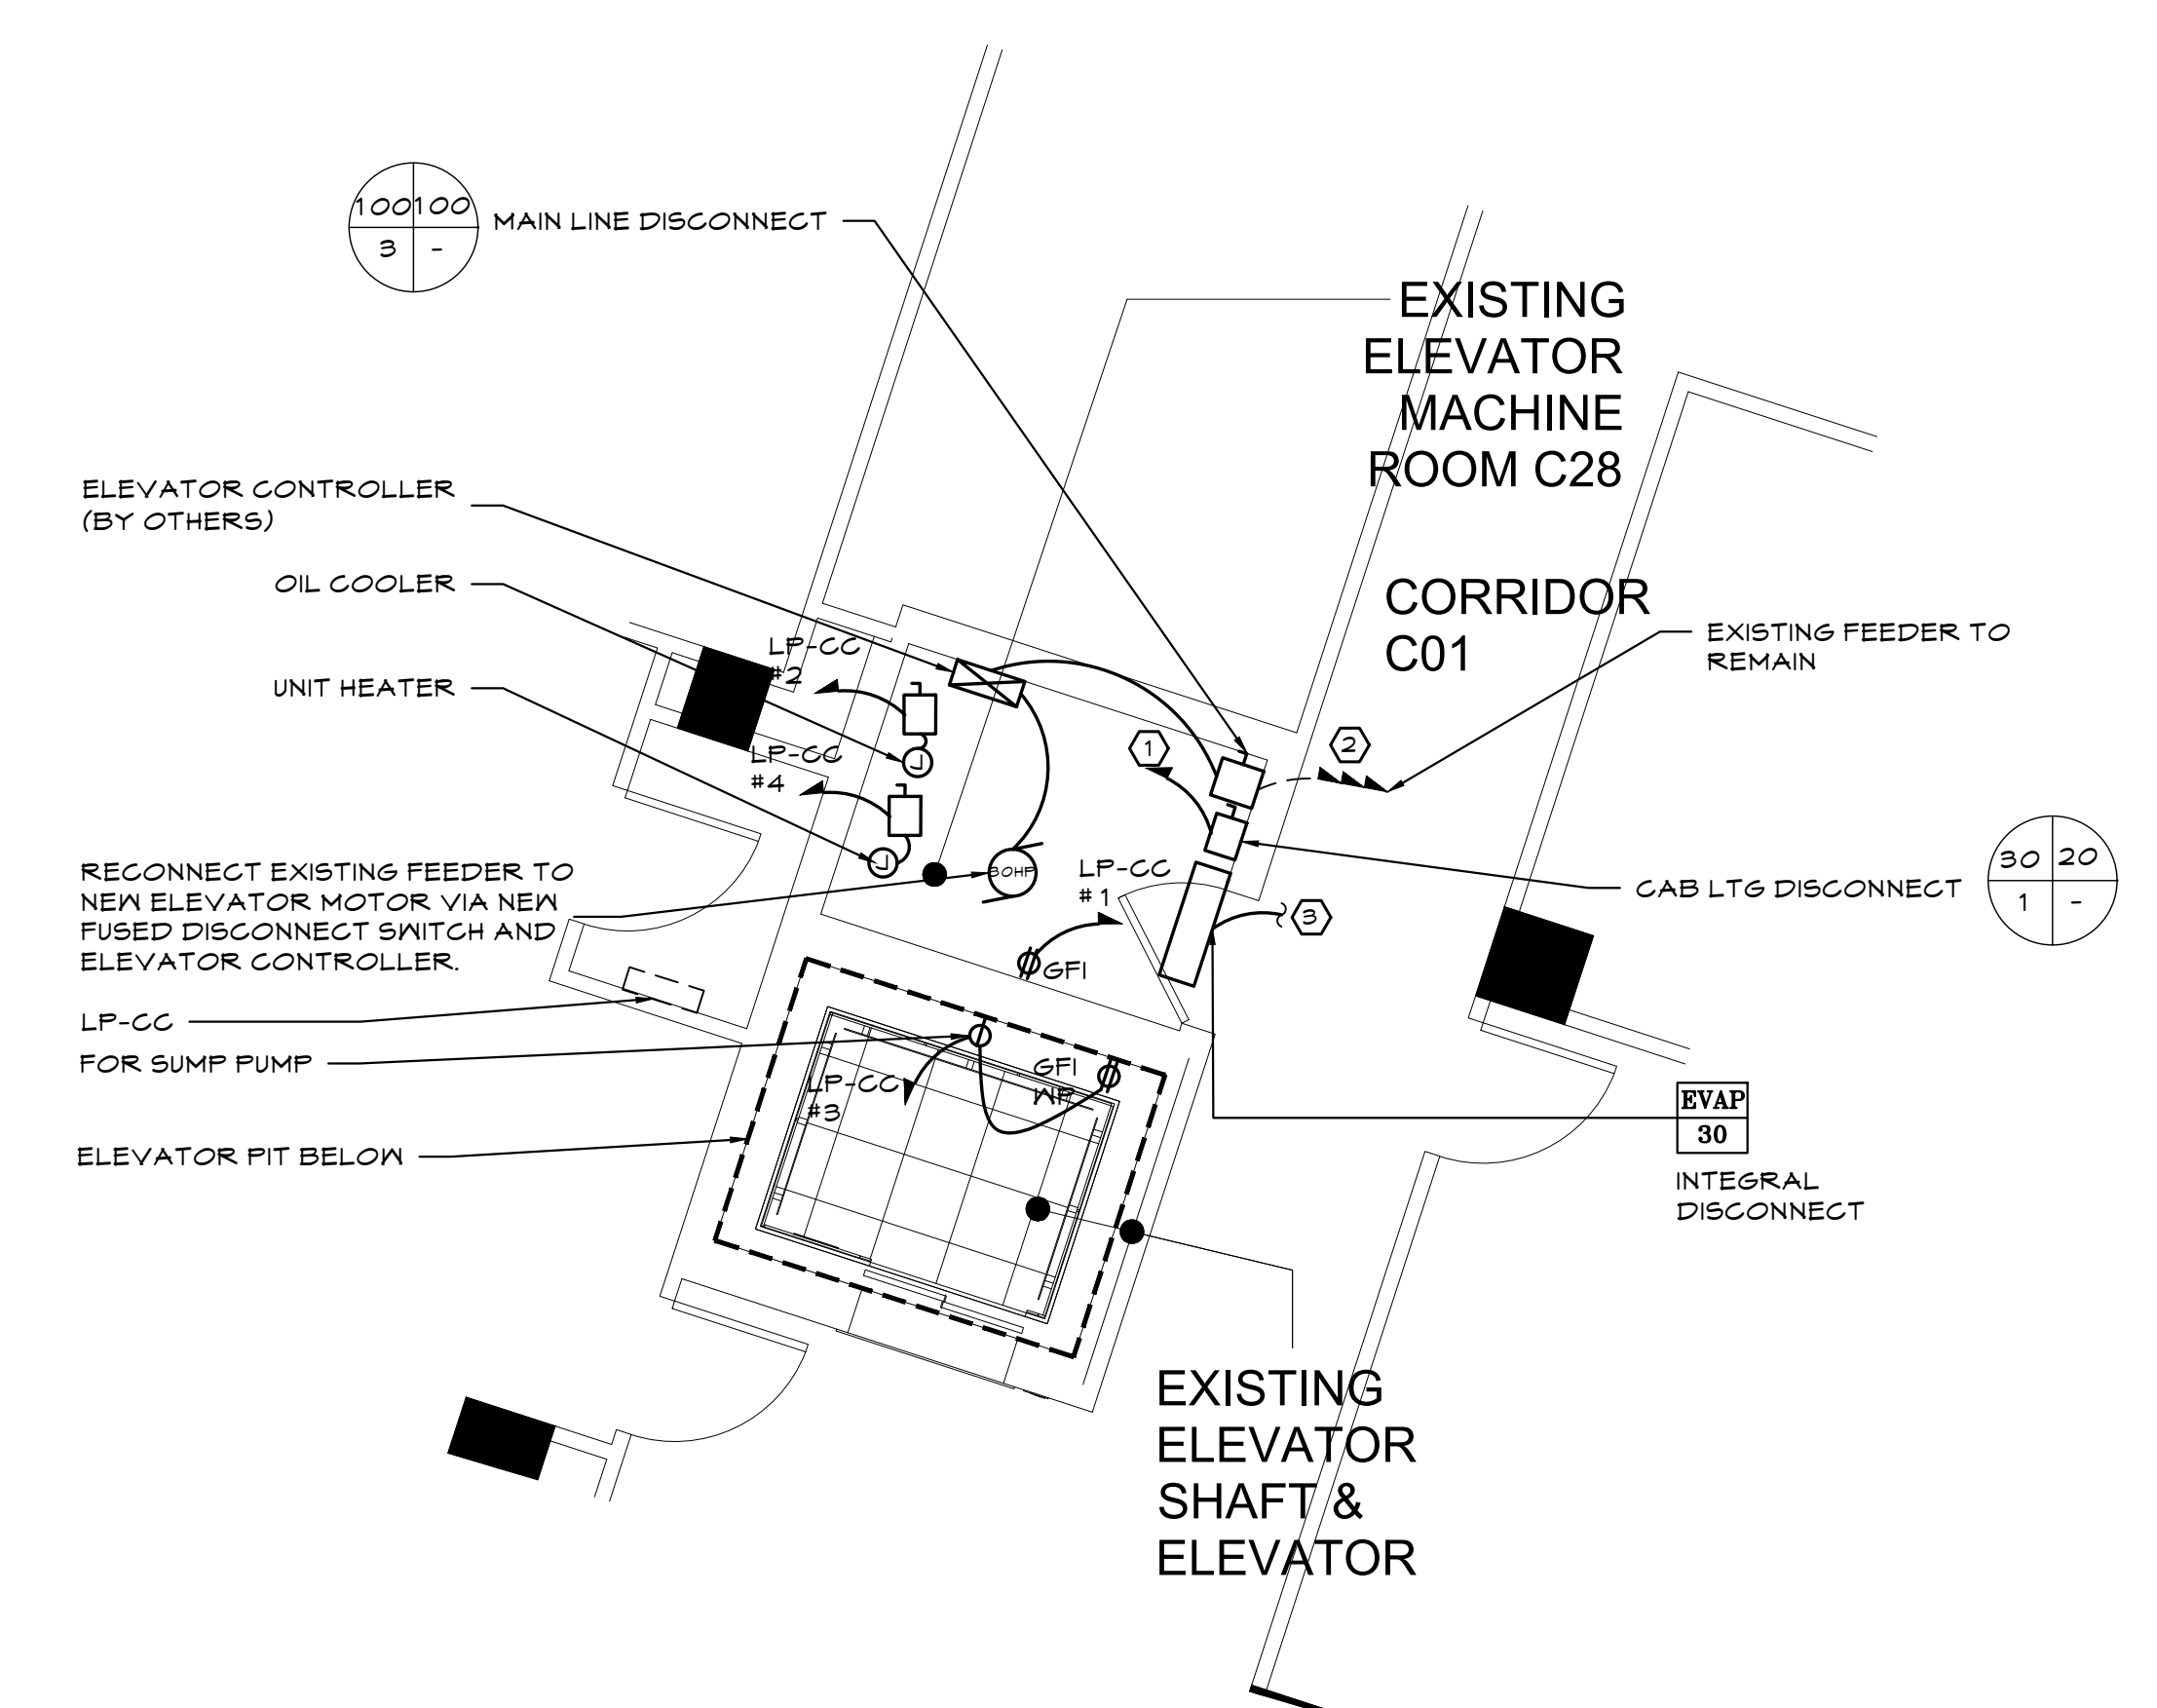 100 100
3 -
MAIN LINE DISCONNECT
EXISTING
ELEVATOR
MACHINE
ROOM C28
ELEVATOR CONTROLLER
(BY OTHERS)
OIL COOLER
UNIT HEATER
LP-CC
#2
LP-CC
#4
J
J
CORRIDOR
C01
EXISTING FEEDER TO
REMAIN
1
2
30HP
LP-CC
#1
3
GFI
CAB LTG DISCONNECT
30 20
1 -
RECONNECT EXISTING FEEDER TO
NEW ELEVATOR MOTOR VIA NEW
FUSED DISCONNECT SWITCH AND
ELEVATOR CONTROLLER.
LP-CC
FOR SUMP PUMP
LP-CC
#3
GFI
WP
ELEVATOR PIT BELOW
EVAP
30
INTEGRAL
DISCONNECT
EXISTING
ELEVATOR
SHAFT &
ELEVATOR